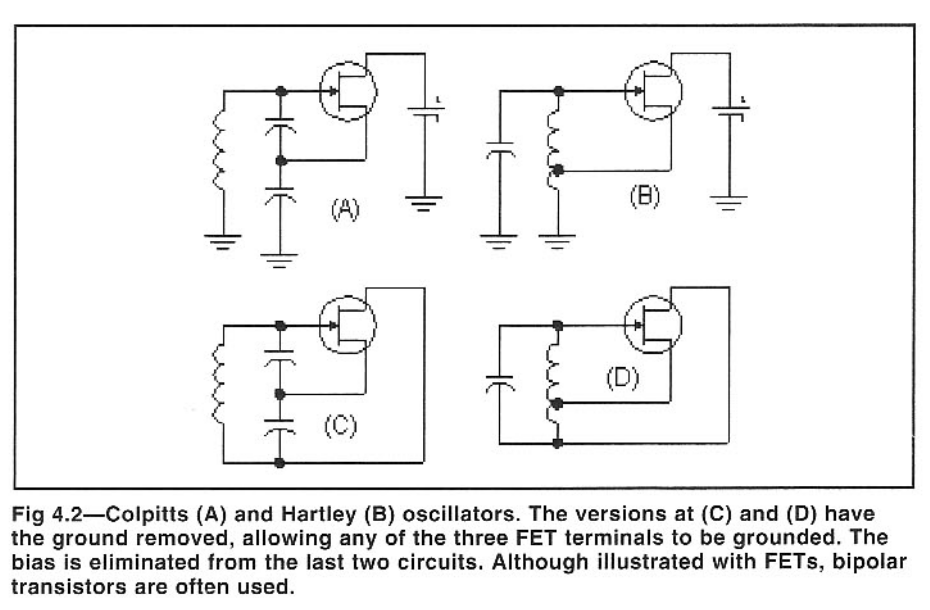 (A)
(B)
(C)
(D)
Fig 4.2—Colpitts (A) and Hartley (B) oscillators. The versions at (C) and (D) have
the ground removed, allowing any of the three FET terminals to be grounded. The
bias is eliminated from the last two circuits. Although illustrated with FETs, bipolar
transistors are often used.